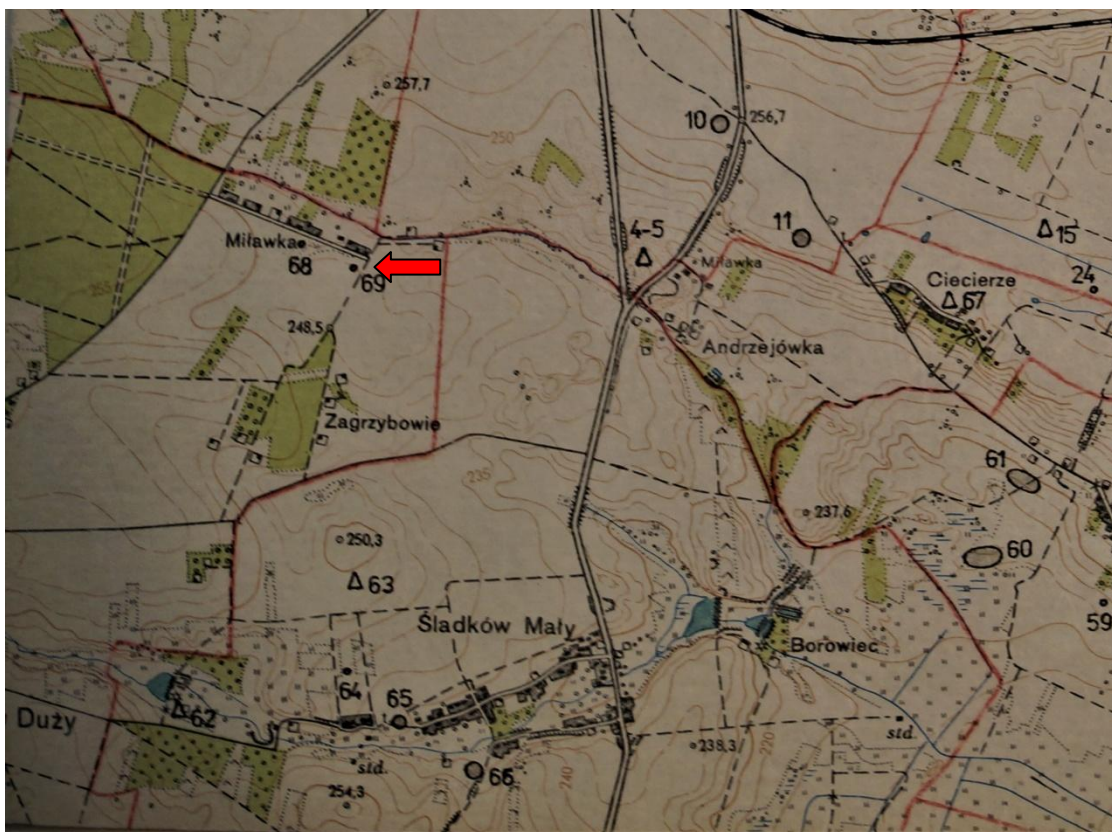 257,7
250
10
256,7
4-5
11
15
Miławka
68
69
Miławka
Ciecierze
67
24
255
248,5
Andrzejówka
Zagrzybowie
235
61
237,6
250,3
60
63
Śladków Mały
59
Borowiec
64
65
62
Duży
std.
238,3
220
std.
66
240
254,3